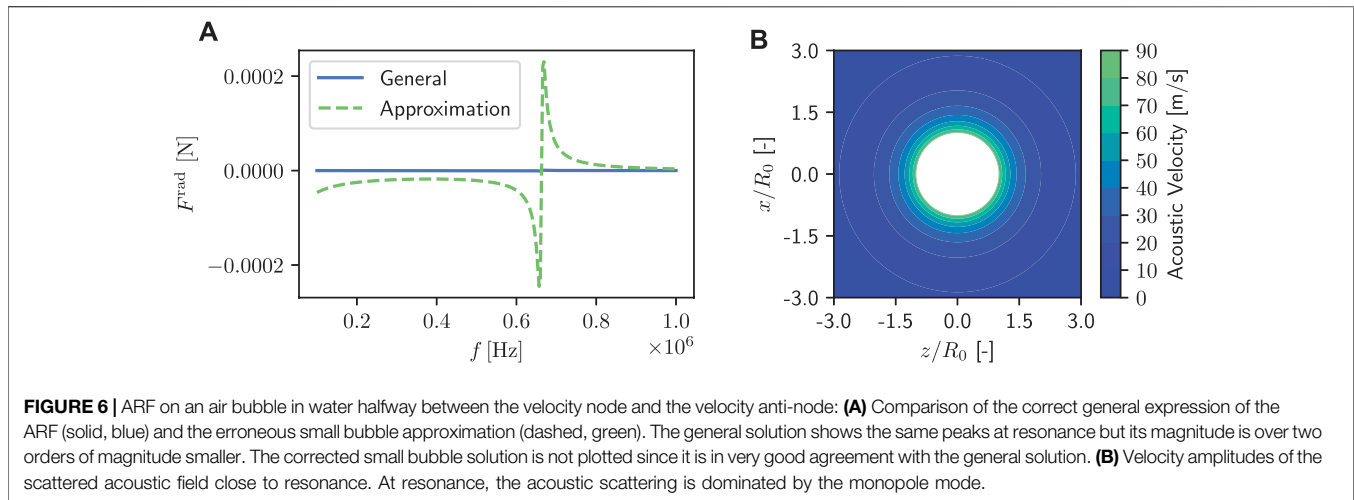 A
0.0002
0.0000
−0.0002
F^rad [N]
General
Approximation
0.2 0.4 0.6 0.8 1.0
f [Hz]
×10^6
B
3.0
1.5
0.0
-1.5
-3.0
x/R_0 [-]
-3.0 -1.5 0.0 1.5 3.0
z/R_0 [-]
90
80
70
60
50
40
30
20
10
0
Acoustic Velocity [m/s]
FIGURE 6 | ARF on an air bubble in water halfway between the velocity node and the velocity anti-node: (A) Comparison of the correct general expression of the
ARF (solid, blue) and the erroneous small bubble approximation (dashed, green). The general solution shows the same peaks at resonance but its magnitude is over two
orders of magnitude smaller. The corrected small bubble solution is not plotted since it is in very good agreement with the general solution. (B) Velocity amplitudes of the
scattered acoustic field close to resonance. At resonance, the acoustic scattering is dominated by the monopole mode.